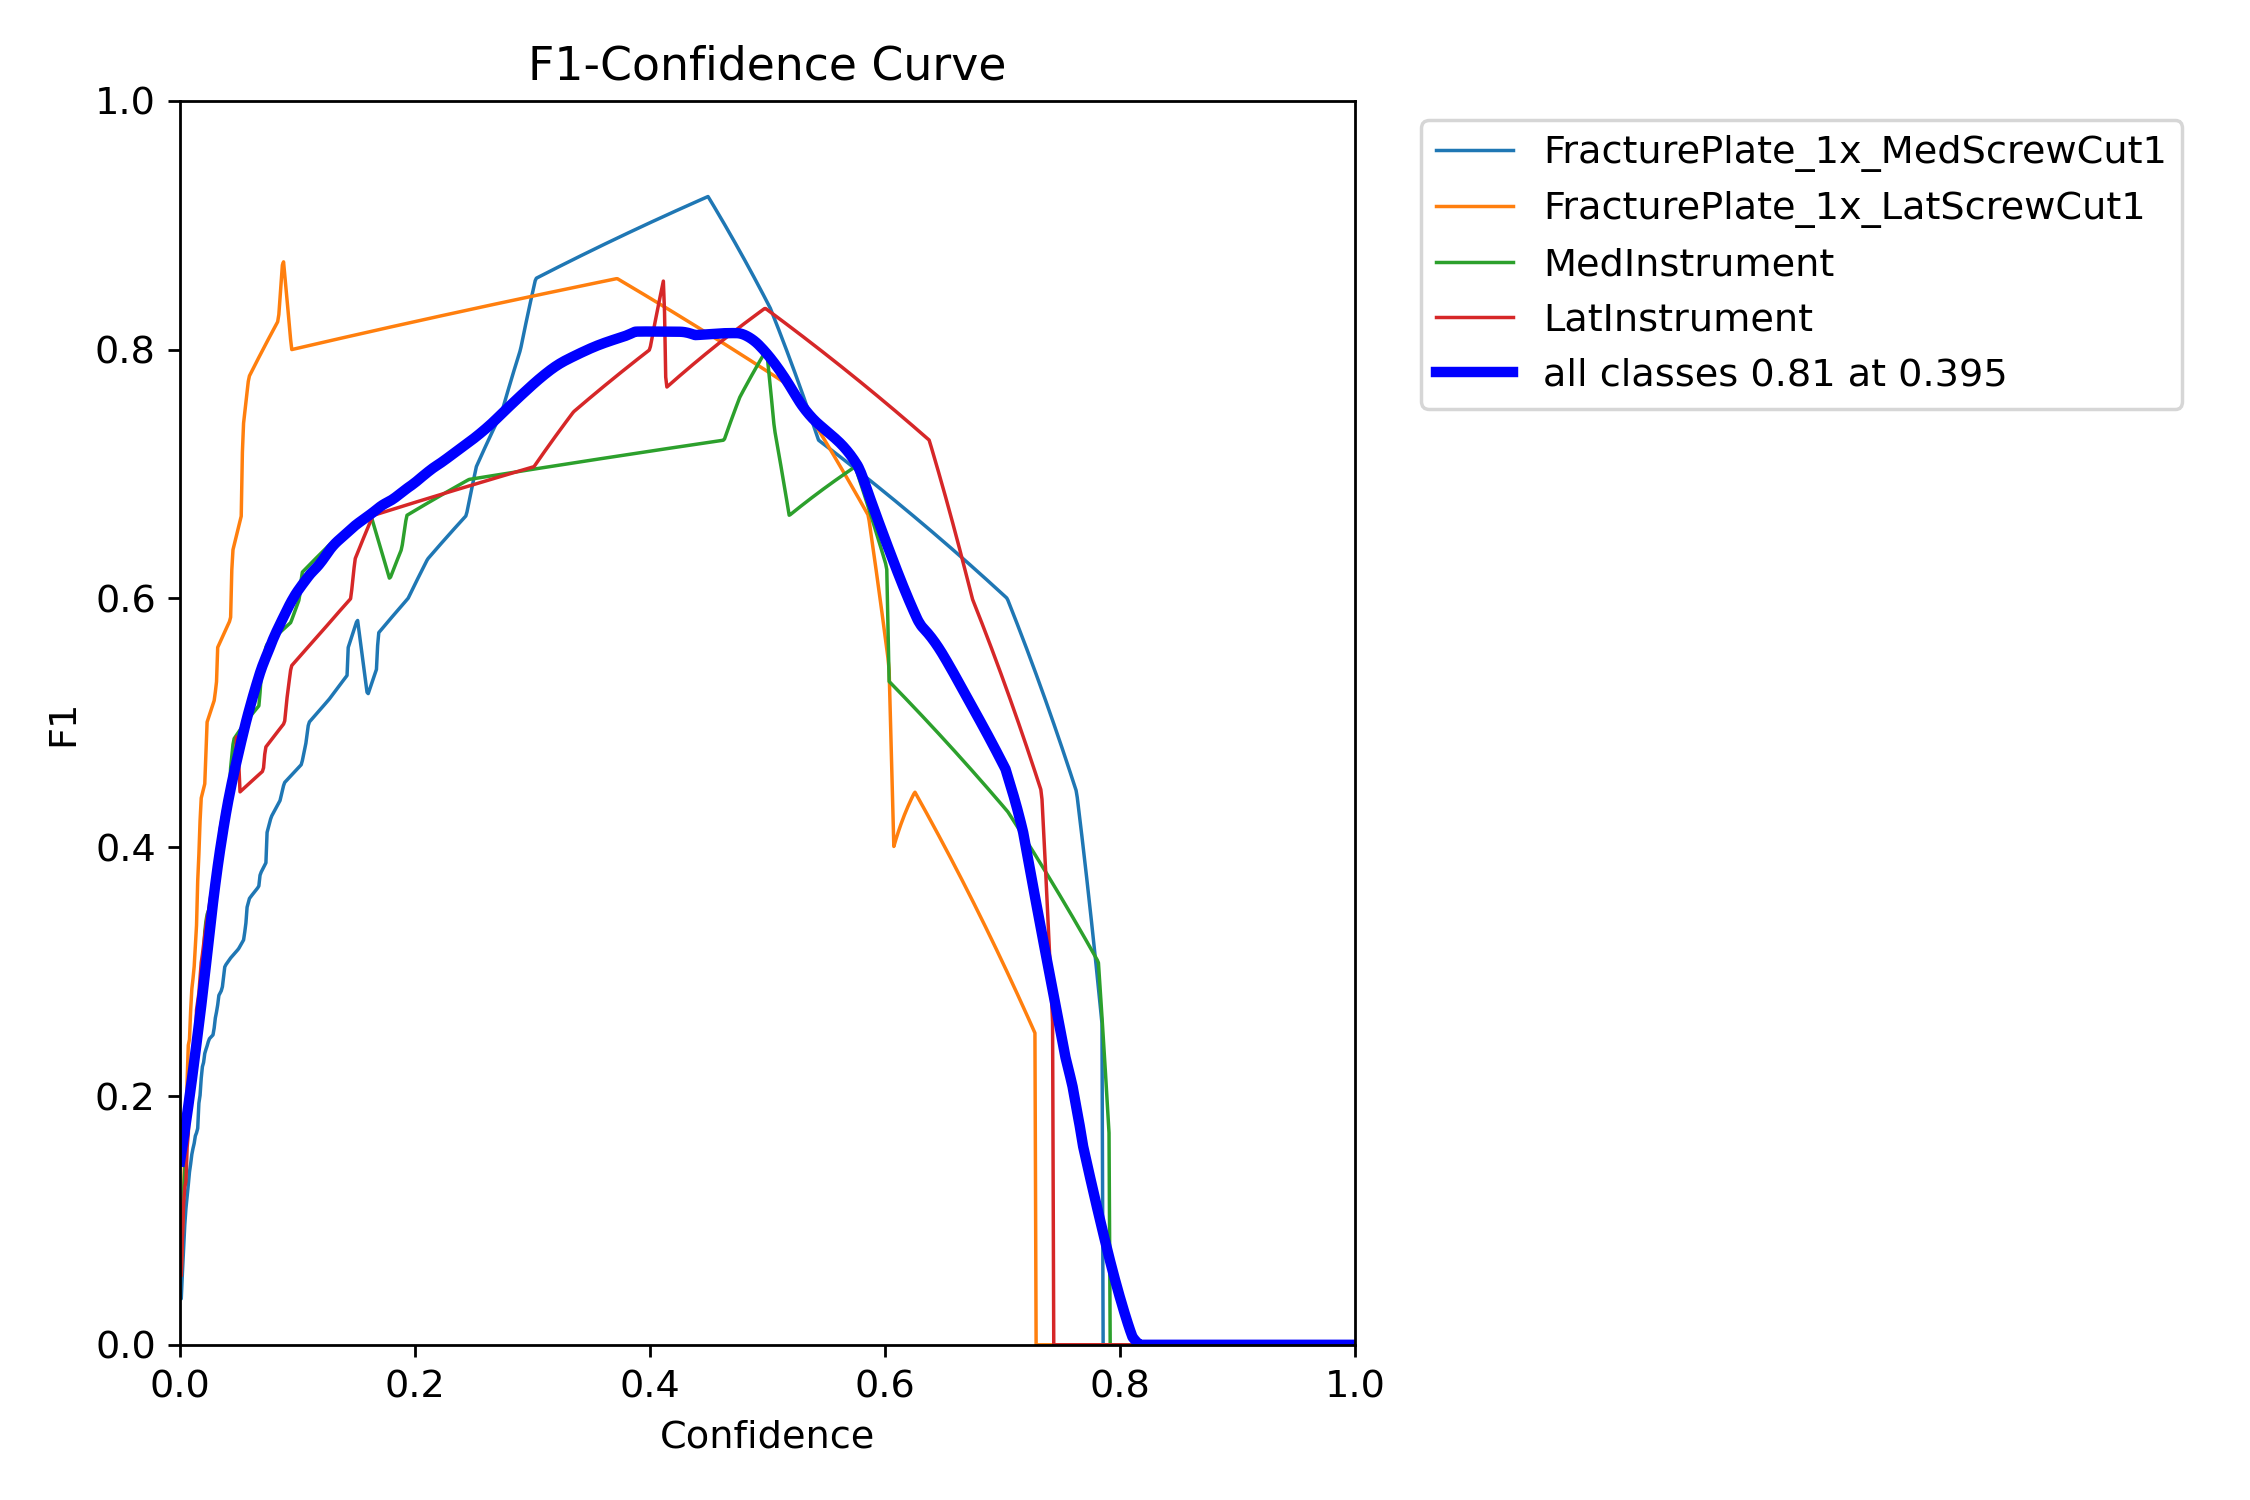 F1-Confidence Curve
1.0
0.8
0.6
0.4
0.2
0.0
F1
0.0 0.2 0.4 0.6 0.8 1.0
Confidence
FracturePlate_1x_MedScrewCut1
FracturePlate_1x_LatScrewCut1
MedInstrument
LatInstrument
all classes 0.81 at 0.395